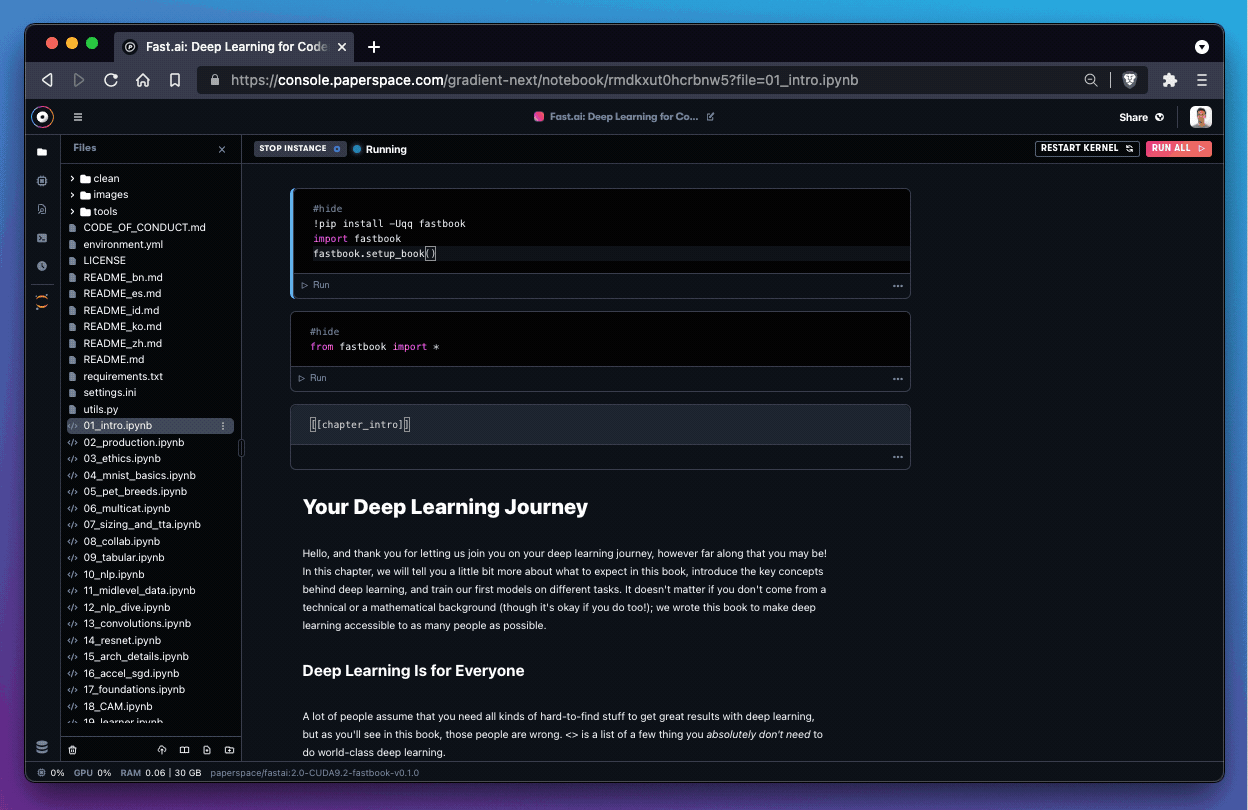 Fast.ai: Deep Learning for Code
https://console.paperspace.com/gradient-next/notebook/rmdkxut0hcrbnw5?file=01_intro.ipynb
Fast.ai: Deep Learning for Co...
Share
Files
STOP INSTANCE
Running
RESTART KERNEL
RUN ALL
clean
images
tools
CODE_OF_CONDUCT.md
environment.yml
LICENSE
README_bn.md
README_es.md
README_id.md
README_ko.md
README_zh.md
README.md
requirements.txt
settings.ini
utils.py
01_intro.ipynb
02_production.ipynb
03_ethics.ipynb
04_mnist_basics.ipynb
05_pet_breeds.ipynb
06_multicat.ipynb
07_sizing_and_tta.ipynb
08_collab.ipynb
09_tabular.ipynb
10_nlp.ipynb
11_midlevel_data.ipynb
12_nlp_dive.ipynb
13_convolutions.ipynb
14_resnet.ipynb
15_arch_details.ipynb
16_accel_sgd.ipynb
17_foundations.ipynb
18_CAM.ipynb
19_learner.ipynb
#hide
!pip install -Uqq fastbook
import fastbook
fastbook.setup_book()
Run
#hide
from fastbook import *
Run
[[chapter_intro]]
Your Deep Learning Journey
Hello, and thank you for letting us join you on your deep learning journey, however far along that you may be!
In this chapter, we will tell you a little bit more about what to expect in this book, introduce the key concepts
behind deep learning, and train our first models on different tasks. It doesn't matter if you don't come from a
technical or a mathematical background (though it's okay if you do too!); we wrote this book to make deep
learning accessible to as many people as possible.
Deep Learning Is for Everyone
A lot of people assume that you need all kinds of hard-to-find stuff to get great results with deep learning,
but as you'll see in this book, those people are wrong. <> is a list of a few thing you absolutely don't need to
do world-class deep learning.
0% GPU 0% RAM 0.06 | 30 GB paperspace/fastai:2.0-CUDA9.2-fastbook-v0.1.0